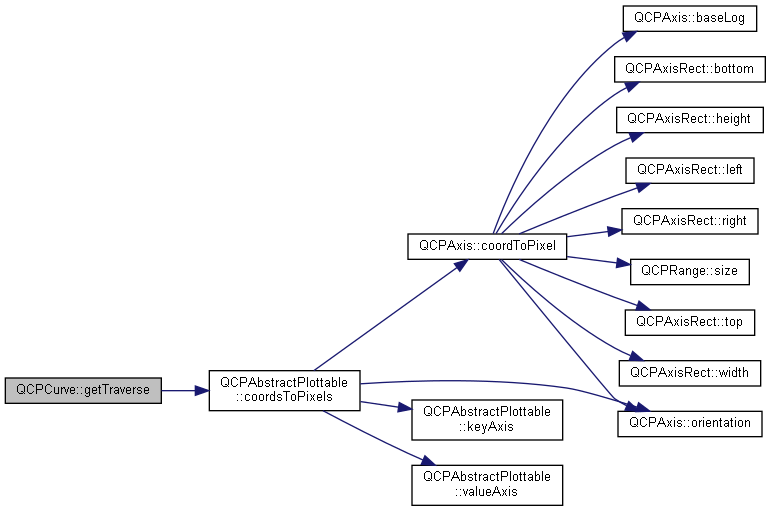 QCPCurve::getTraverse
QCPAbstractPlottable
::coordsToPixels
QCPAxis::coordToPixel
QCPAbstractPlottable
::keyAxis
QCPAbstractPlottable
::valueAxis
QCPAxis::baseLog
QCPAxisRect::bottom
QCPAxisRect::height
QCPAxisRect::left
QCPAxisRect::right
QCPRange::size
QCPAxisRect::top
QCPAxisRect::width
QCPAxis::orientation